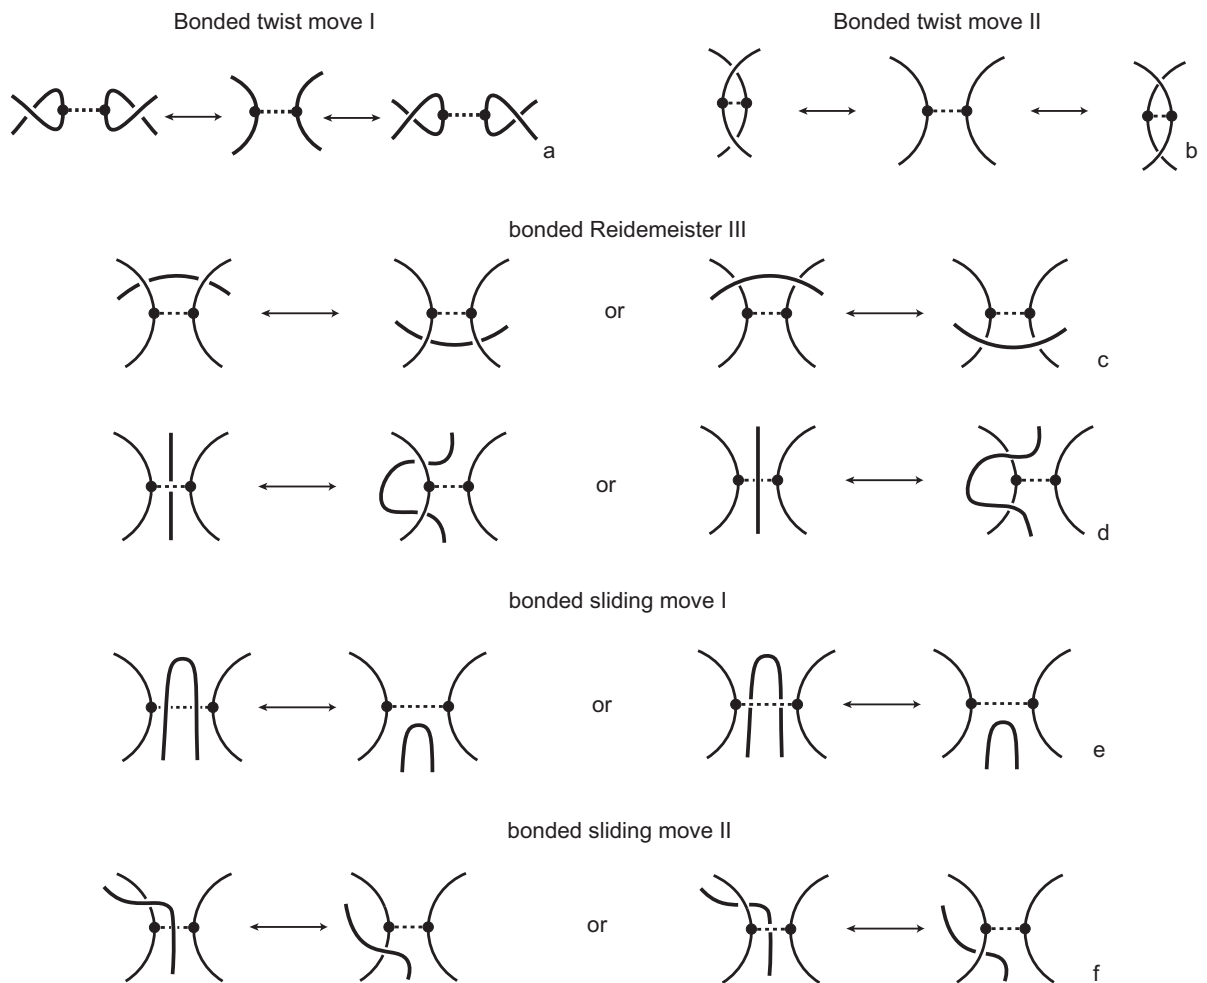 Bonded twist move I
Bonded twist move II
a
b
bonded Reidemeister III
or
c
or
d
bonded sliding move I
or
e
bonded sliding move II
or
f